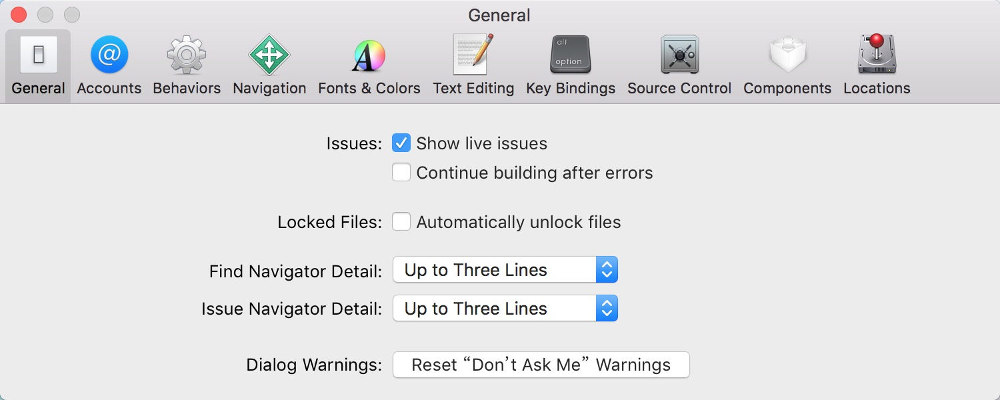 General
@
A
alt
option
General Accounts Behaviors Navigation Fonts & Colors Text Editing Key Bindings Source Control Components Locations
Issues: Show live issues
Continue building after errors
Locked Files: Automatically unlock files
Find Navigator Detail: Up to Three Lines
Issue Navigator Detail: Up to Three Lines
Dialog Warnings: Reset “Don’t Ask Me” Warnings